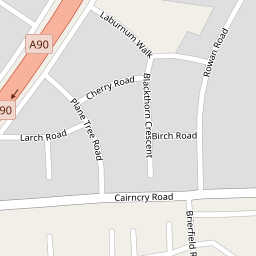 Laburnum Walk
A90
Rowan Road
Cherry Road
90
Plane Tree Road
Blackthorn Crescent
Larch Road
Birch Road
Cairncry Road
Brierfield R